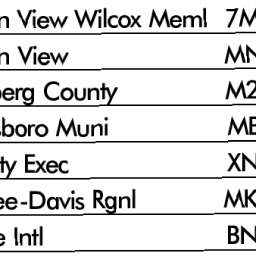 n View Wilcox Meml 7M
n View MN
berg County M2
sboro Muni ME
ty Exec XN
ee-Davis Rgnl MK
e Intl BN